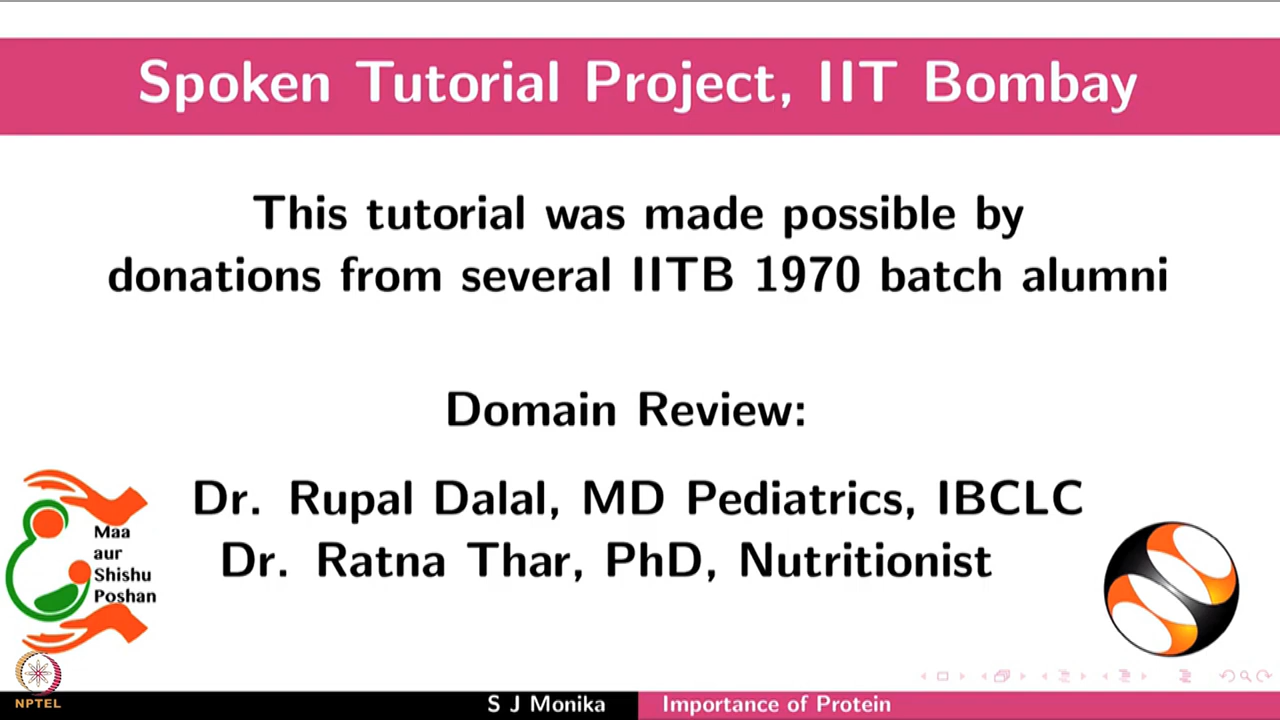 Spoken Tutorial Project, IIT Bombay
This tutorial was made possible by
donations from several IITB 1970 batch alumni
Domain Review:
Dr. Rupal Dalal, MD Pediatrics, IBCLC
Dr. Ratna Thar, PhD, Nutritionist
Maa
aur
Shishu
Poshan
NPTEL
S J Monika
Importance of Protein